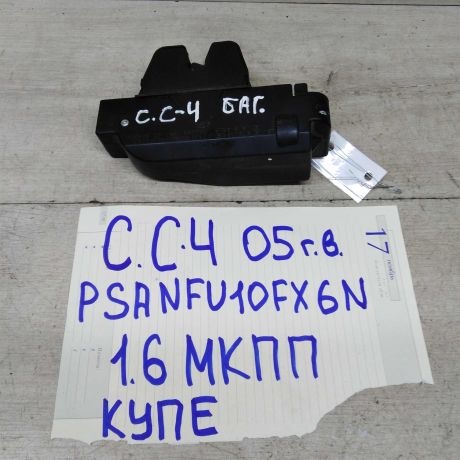 С.С-4 БАГ.
С.С.4 05 г.в.
PSANFU10FX6N
1.6 МКПП
КУПЕ
17